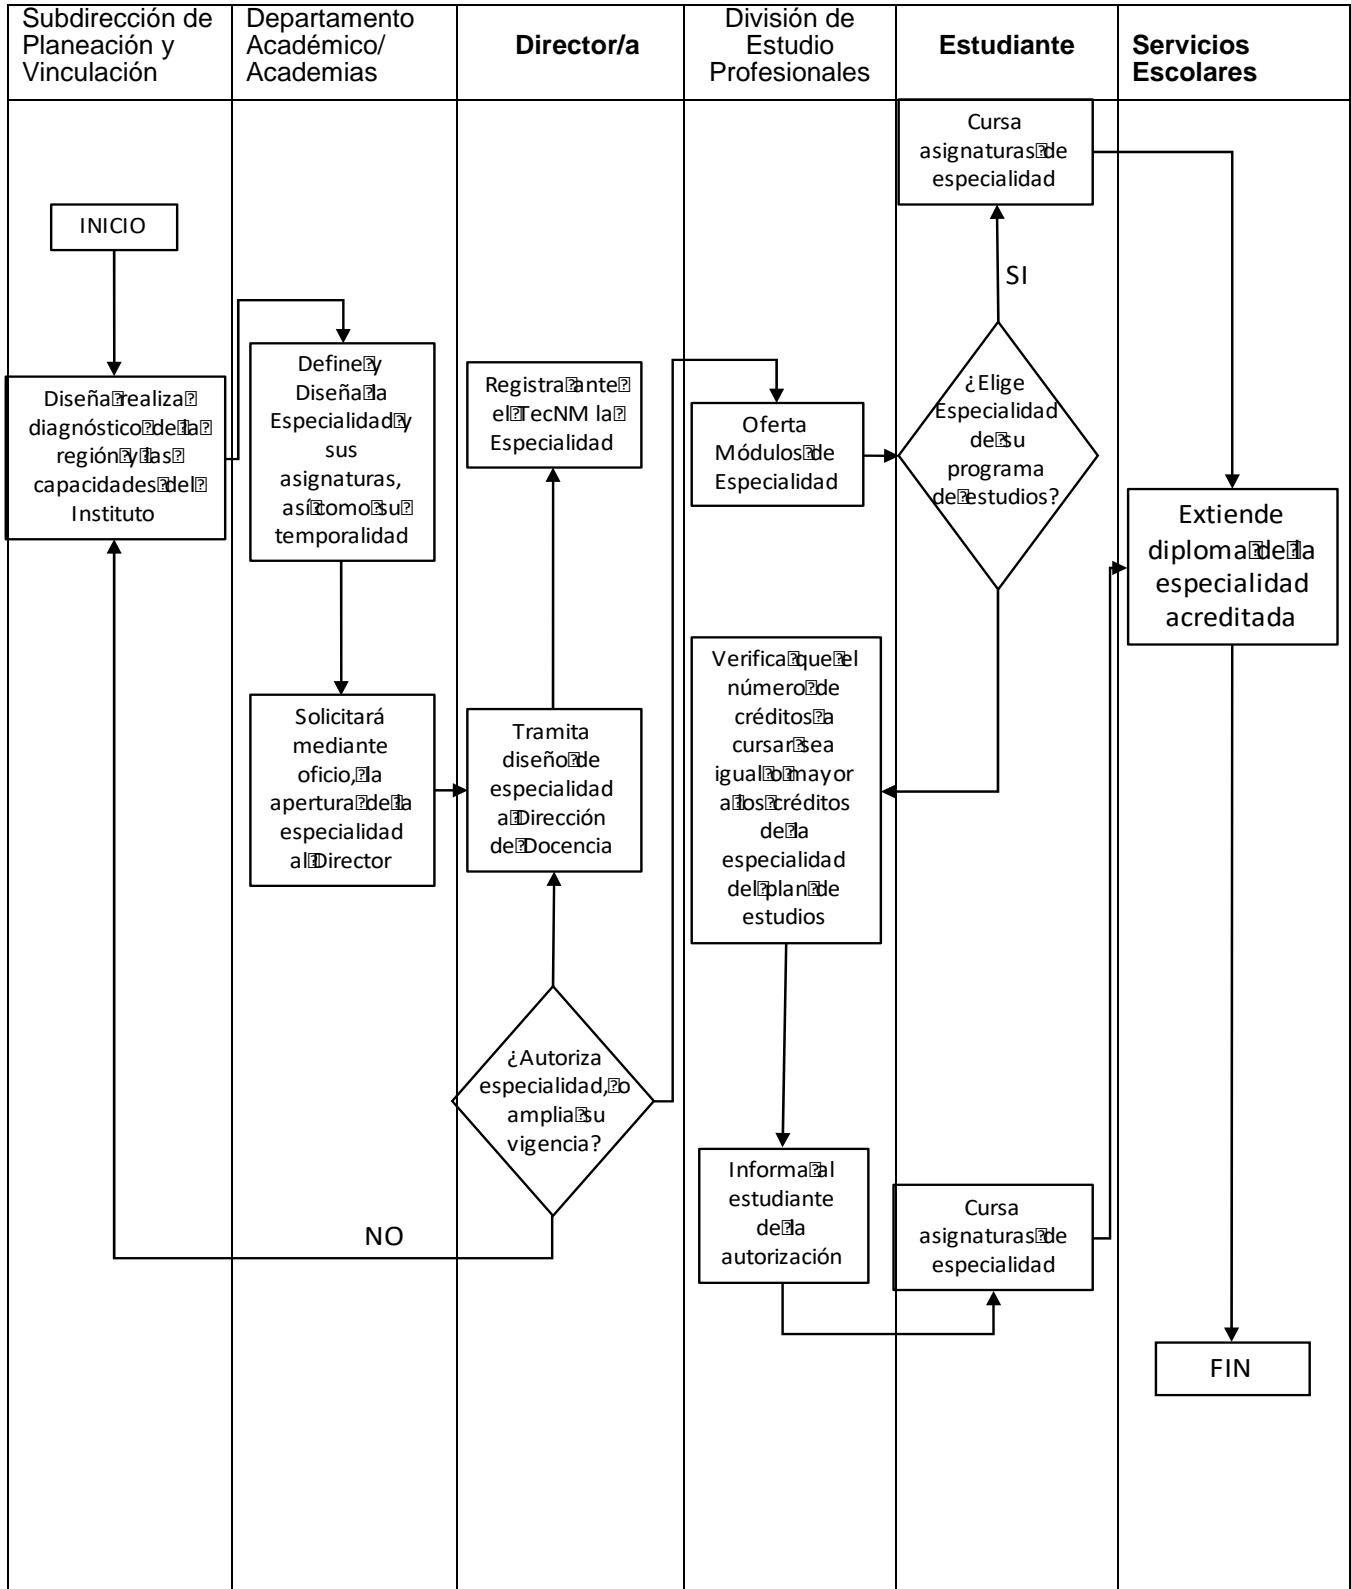 Subdirección de
Planeación y
Vinculación
Departamento
Académico/
Academias
Director/a
División de
Estudio
Profesionales
Estudiante
Servicios
Escolares
INICIO
Diseña realiza
diagnóstico de la
región y las
capacidades del
Instituto
Define y
Diseña la
Especialidad y
sus
asignaturas,
así como su
temporalidad
Solicitará
mediante
oficio, la
apertura de la
especialidad
al Director
Registra ante
el TecNM la
Especialidad
Tramita
diseño de
especialidad
a Dirección
de Docencia
¿Autoriza
especialidad, o
amplia su
vigencia?
NO
Oferta
Módulos de
Especialidad
Verifica que el
número de
créditos a
cursar sea
igual o mayor
a los créditos
de la
especialidad
del plan de
estudios
Informa al
estudiante
de la
autorización
Cursa
asignaturas de
especialidad
SI
¿Elige
Especialidad
de su
programa
de estudios?
Cursa
asignaturas de
especialidad
Extiende
diploma de la
especialidad
acreditada
FIN